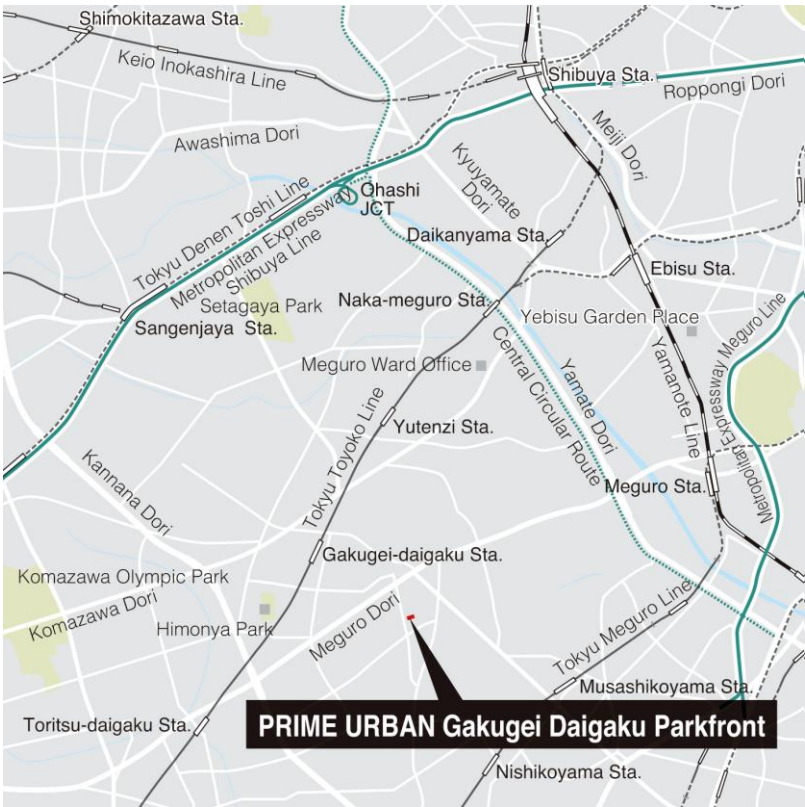 Shimokitazawa Sta.
Keio Inokashira Line
Shibuya Sta.
Roppongi Dori
Awashima Dori
Meiji Dori
Kyuyamate
Dori
Ohashi
JCT
Tokyu Denen Toshi Line
Metropolitan Expressway
Shibuya Line
Daikanyama Sta.
Ebisu Sta.
Setagaya Park
Naka-meguro Sta.
Sangenjaya Sta.
Yebisu Garden Place
Meguro Ward Office
Central Circular Route
Yamate Dori
Yamanote Line
Metropolitan Expressway Meguro Line
Tokyu Toyoko Line
Yutenzi Sta.
Kannana Dori
Meguro Sta.
Gakugei-daigaku Sta.
Komazawa Olympic Park
Komazawa Dori
Himonya Park
Meguro Dori
Tokyu Meguro Line
Musashikoyama Sta.
Toritsu-daigaku Sta.
PRIME URBAN Gakugei Daigaku Parkfront
Nishikoyama Sta.